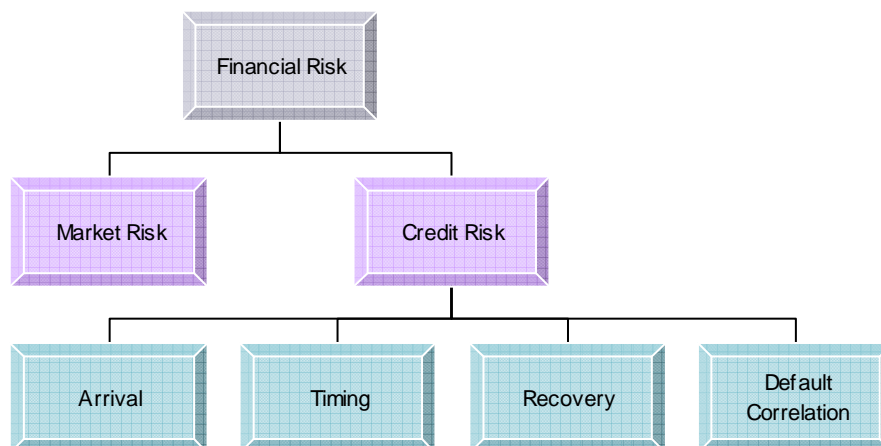 Financial Risk
Market Risk
Credit Risk
Arrival
Timing
Recovery
Default
Correlation